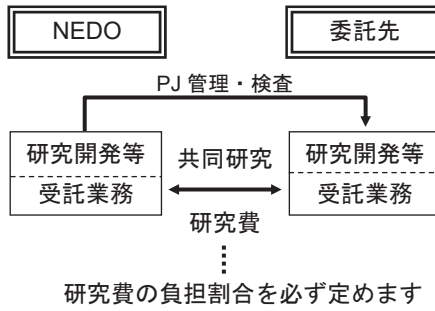 NEDO
委託先
PJ 管理・検査
研究開発等
共同研究
研究開発等
受託業務
受託業務
研究費
研究費の負担割合を必ず定めます